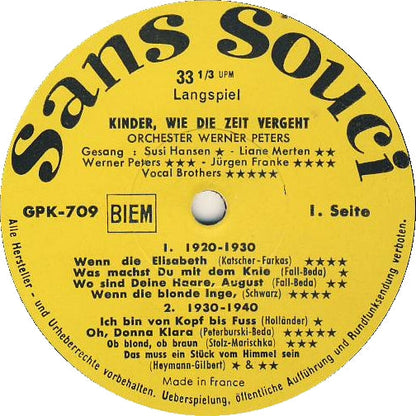 Sans Souci
33 1/3 UPM
Langspiel
KINDER, WIE DIE ZEIT VERGEHT
ORCHESTER WERNER PETERS
Gesang : Susi Hansen ★ - Liane Merten ★★
Werner Peters ★★★ - Jürgen Franke ★★★★
Vocal Brothers ★★★★★
GPK-709
BIEM
I. Seite
1. 1920-1930
Wenn die Elisabeth (Katscher-Farkas) ★★★★
Was machst Du mit dem Knie (Fall-Beda) ★
Wo sind Deine Haare, August (Fall-Beda) ★★
Wenn die blonde Inge, (Schwarz) ★★★★
2. 1930-1940
Ich bin von Kopf bis Fuss (Holländer) ★
Oh, Donna Klara (Peterburski-Beda) ★★★★★
Ob blond, ob braun (Stolz-Marischka) ★★★
Das muss ein Stück vom Himmel sein
(Heymann-Gilbert) ★ & ★★
Made in France
Alle Hersteller - und Urheberrechte vorbehalten. Ueberspielung, öffentliche Aufführung und Rundfunksendung verboten.